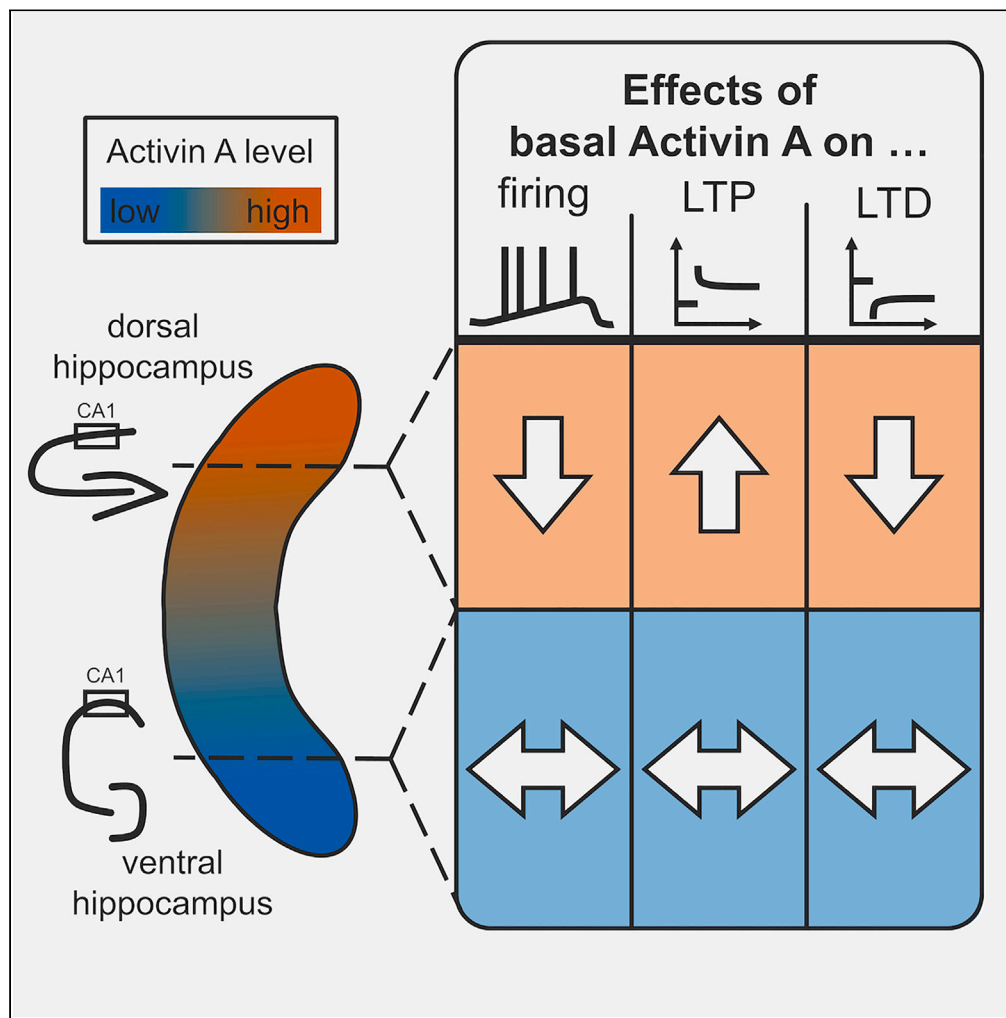 Effects of
basal Activin A on ...
firing
LTP
LTD
Activin A level
low
high
dorsal
hippocampus
CA1
CA1
ventral
hippocampus